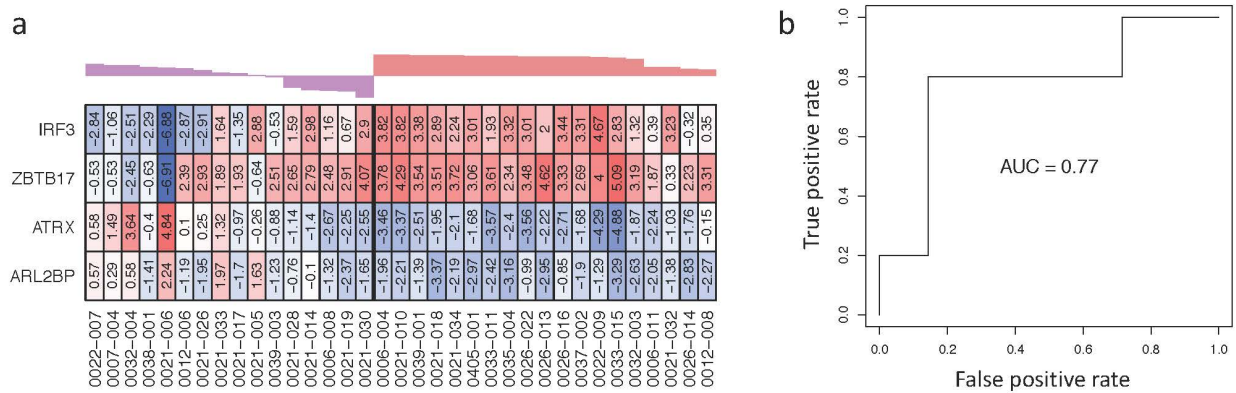 a
IRF3 −2.84 −1.06 −2.51 −2.29 −6.88 −2.87 −2.91 1.64 −1.35 2.88 −0.53 1.59 2.98 1.16 0.67 2.9 3.82 3.82 3.38 2.89 2.24 3.01 1.93 3.32 3.01 2 3.44 3.31 4.67 2.83 1.32 0.39 3.23 −0.32 0.35
ZBTB17 −0.53 −0.53 −2.45 −0.63 −6.91 2.39 2.93 1.89 1.93 −0.64 2.51 2.65 2.79 2.48 2.91 4.07 3.78 4.29 3.54 3.51 3.72 3.06 3.61 2.34 3.48 4.62 3.33 2.69 4 5.09 3.19 1.87 0.33 2.23 3.31
ATRX 0.58 1.49 3.64 −0.4 4.84 0.1 0.25 1.32 −0.97 −0.26 −0.88 −1.14 −1.4 −2.67 −2.25 −2.55 −3.46 −3.37 −2.51 −1.95 −2.1 −1.68 −3.57 −2.4 −3.56 −2.22 −2.71 −1.68 −4.29 −4.88 −1.87 −2.24 −1.03 −1.76 −0.15
ARL2BP 0.57 0.29 0.58 −1.41 2.24 −1.19 −1.95 1.97 −1.7 1.63 −1.23 −0.76 −0.1 −1.32 −2.37 −1.65 −1.96 −2.21 −1.39 −3.37 −2.19 −2.97 −2.42 −3.16 −0.99 −2.95 −0.85 −1.9 −1.29 −3.29 −2.63 −2.05 −1.38 −2.83 −2.27
0022−007 0007−004 0032−004 0038−001 0021−006 0012−006 0021−026 0021−033 0021−017 0021−005 0039−003 0021−028 0021−014 0006−008 0021−019 0021−030 0006−004 0021−010 0039−001 0021−018 0021−034 0405−001 0033−011 0035−004 0026−022 0026−013 0026−016 0037−002 0022−009 0033−015 0006−003 0006−011 0021−032 0026−014 0012−008
b
True positive rate
1.0
0.8
0.6
0.4
0.2
0.0
AUC = 0.77
0.0 0.2 0.4 0.6 0.8 1.0
False positive rate